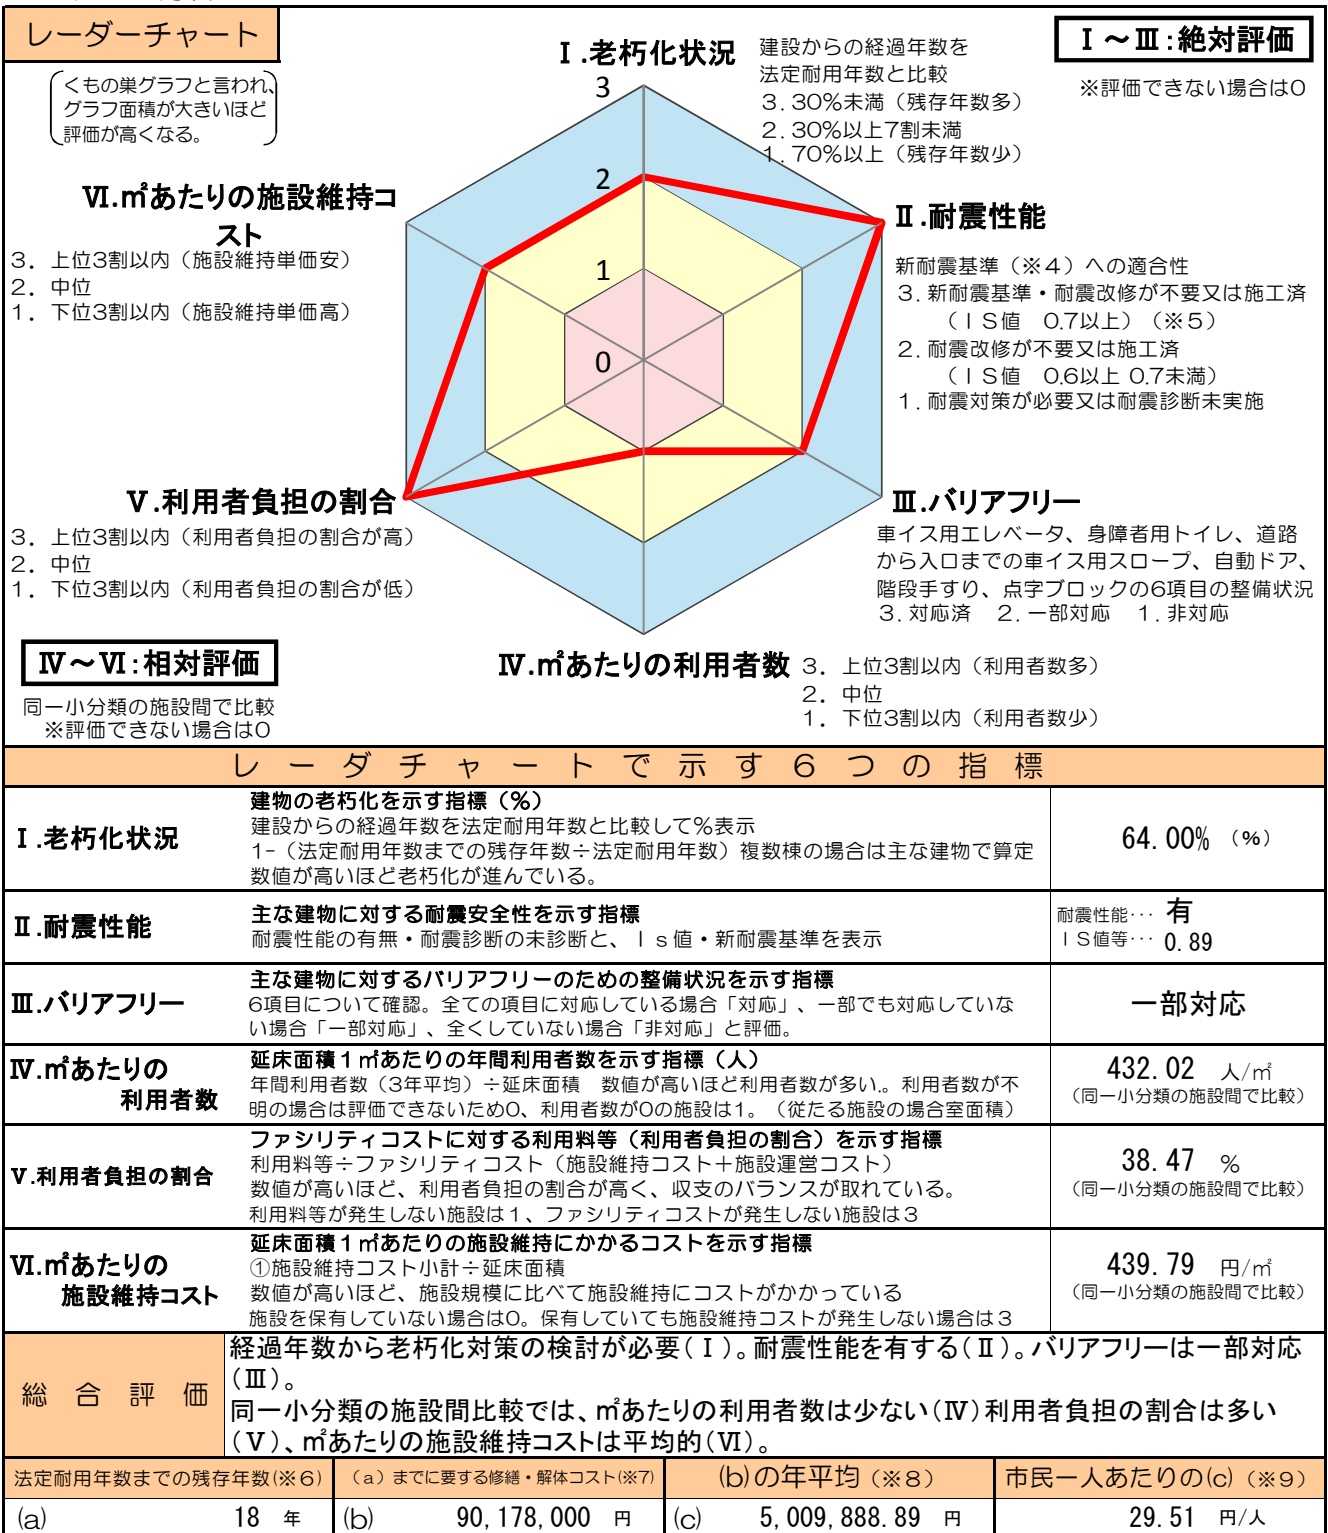 レーダーチャート
くもの巣グラフと言われ、
グラフ面積が大きいほど
評価が高くなる。
Ⅰ.老朽化状況
建設からの経過年数を
法定耐用年数と比較
3. 30%未満（残存年数多）
2. 30%以上7割未満
1. 70%以上（残存年数少）
Ⅰ～Ⅲ:絶対評価
※評価できない場合は0
3
2
1
0
Ⅱ.耐震性能
新耐震基準（※4）への適合性
3. 新耐震基準・耐震改修が不要又は施工済
（ＩＳ値　0.7以上）（※5）
2. 耐震改修が不要又は施工済
（ＩＳ値　0.6以上 0.7未満）
1. 耐震対策が必要又は耐震診断未実施
Ⅲ.バリアフリー
車イス用エレベータ、身障者用トイレ、道路
から入口までの車イス用スロープ、自動ドア、
階段手すり、点字ブロックの6項目の整備状況
3. 対応済　2. 一部対応　1. 非対応
Ⅳ.㎡あたりの利用者数
3.　上位3割以内（利用者数多）
2.　中位
1.　下位3割以内（利用者数少）
Ⅴ.利用者負担の割合
3.　上位3割以内（利用者負担の割合が高）
2.　中位
1.　下位3割以内（利用者負担の割合が低）
Ⅵ.㎡あたりの施設維持コ
スト
3.　上位3割以内（施設維持単価安）
2.　中位
1.　下位3割以内（施設維持単価高）
Ⅳ～Ⅵ:相対評価
同一小分類の施設間で比較
※評価できない場合は0
レーダチャートで示す6つの指標
Ⅰ.老朽化状況
建物の老朽化を示す指標（%）
建設からの経過年数を法定耐用年数と比較して%表示
1-（法定耐用年数までの残存年数÷法定耐用年数）複数棟の場合は主な建物で算定
数値が高いほど老朽化が進んでいる。
64.00% （%）
Ⅱ.耐震性能
主な建物に対する耐震安全性を示す指標
耐震性能の有無・耐震診断の未診断と、Ｉｓ値・新耐震基準を表示
耐震性能… 有
ＩＳ値等… 0.89
Ⅲ.バリアフリー
主な建物に対するバリアフリーのための整備状況を示す指標
6項目について確認。全ての項目に対応している場合「対応」、一部でも対応していな
い場合「一部対応」、全くしていない場合「非対応」と評価。
一部対応
Ⅳ.㎡あたりの
利用者数
延床面積１㎡あたりの年間利用者数を示す指標（人）
年間利用者数（3年平均）÷延床面積　数値が高いほど利用者数が多い。利用者数が不
明の場合は評価できないため0、利用者数が0の施設は1。（従たる施設の場合室面積）
432.02 人/㎡
（同一小分類の施設間で比較）
Ⅴ.利用者負担の割合
ファシリティコストに対する利用料等（利用者負担の割合）を示す指標
利用料等÷ファシリティコスト（施設維持コスト＋施設運営コスト）
数値が高いほど、利用者負担の割合が高く、収支のバランスが取れている。
利用料等が発生しない施設は１、ファシリティコストが発生しない施設は３
38.47 %
（同一小分類の施設間で比較）
Ⅵ.㎡あたりの
施設維持コスト
延床面積１㎡あたりの施設維持にかかるコストを示す指標
①施設維持コスト小計÷延床面積
数値が高いほど、施設規模に比べて施設維持にコストがかかっている
施設を保有していない場合は0。保有していても施設維持コストが発生しない場合は３
439.79 円/㎡
（同一小分類の施設間で比較）
総合評価
経過年数から老朽化対策の検討が必要(Ⅰ)。耐震性能を有する(Ⅱ)。バリアフリーは一部対応
(Ⅲ)。
同一小分類の施設間比較では、㎡あたりの利用者数は少ない(Ⅳ)利用者負担の割合は多い
(Ⅴ)、㎡あたりの施設維持コストは平均的(Ⅵ)。
法定耐用年数までの残存年数(※6)
（a）までに要する修繕・解体コスト(※7)
(b)の年平均（※8）
市民一人あたりの(c)（※9）
(a) 18 年
(b) 90,178,000 円
(c) 5,009,888.89 円
29.51 円/人